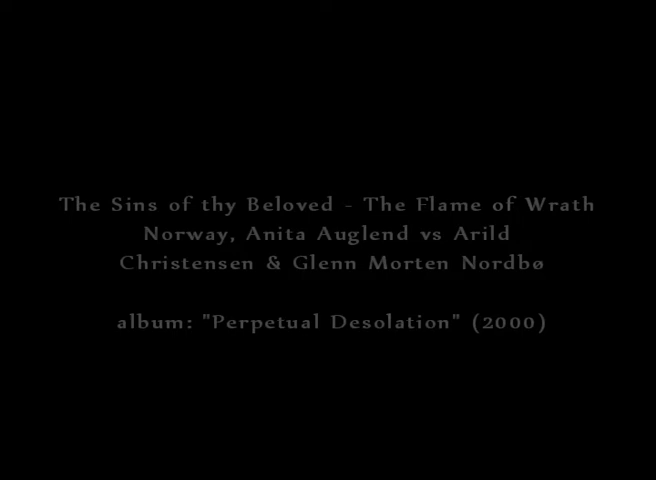 The Sins of thy Beloved - The Flame of Wrath
Norway, Anita Auglend vs Arild
Christensen & Glenn Morten Nordbø
album: "Perpetual Desolation" (2000)